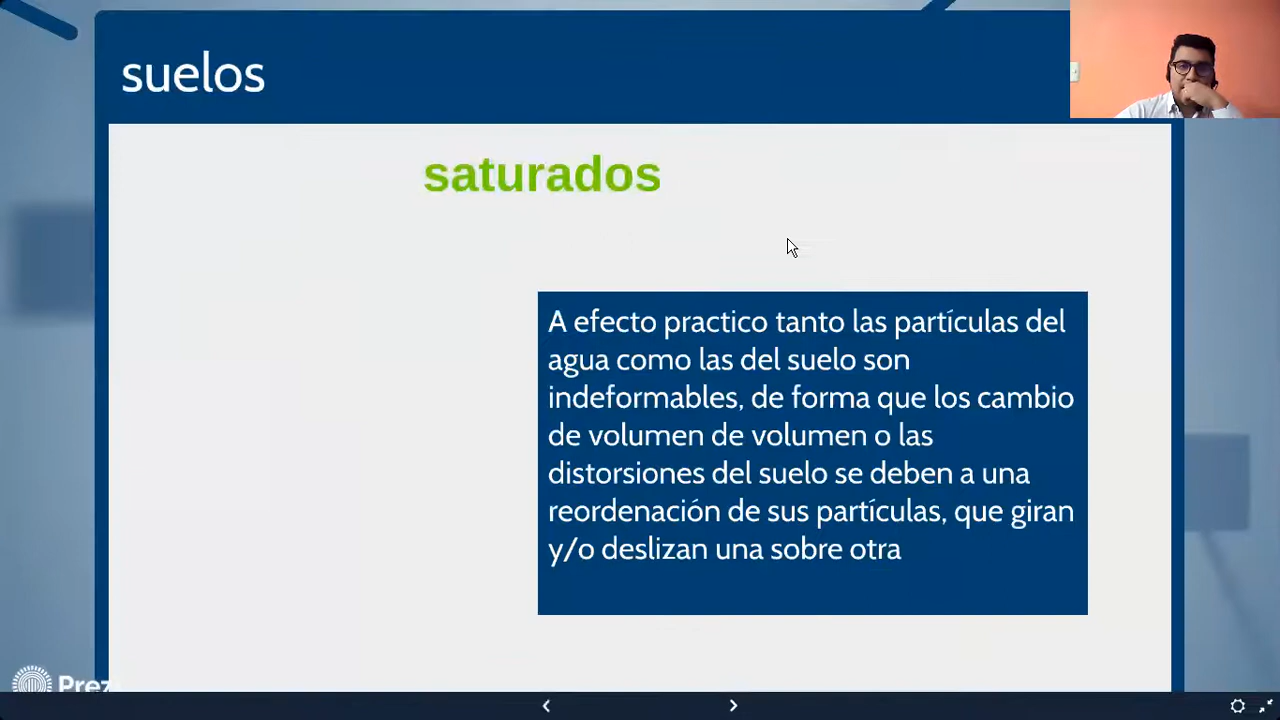 suelos
saturados
A efecto practico tanto las partículas del
agua como las del suelo son
indeformables, de forma que los cambio
de volumen de volumen o las
distorsiones del suelo se deben a una
reordenación de sus partículas, que giran
y/o deslizan una sobre otra
Prezi